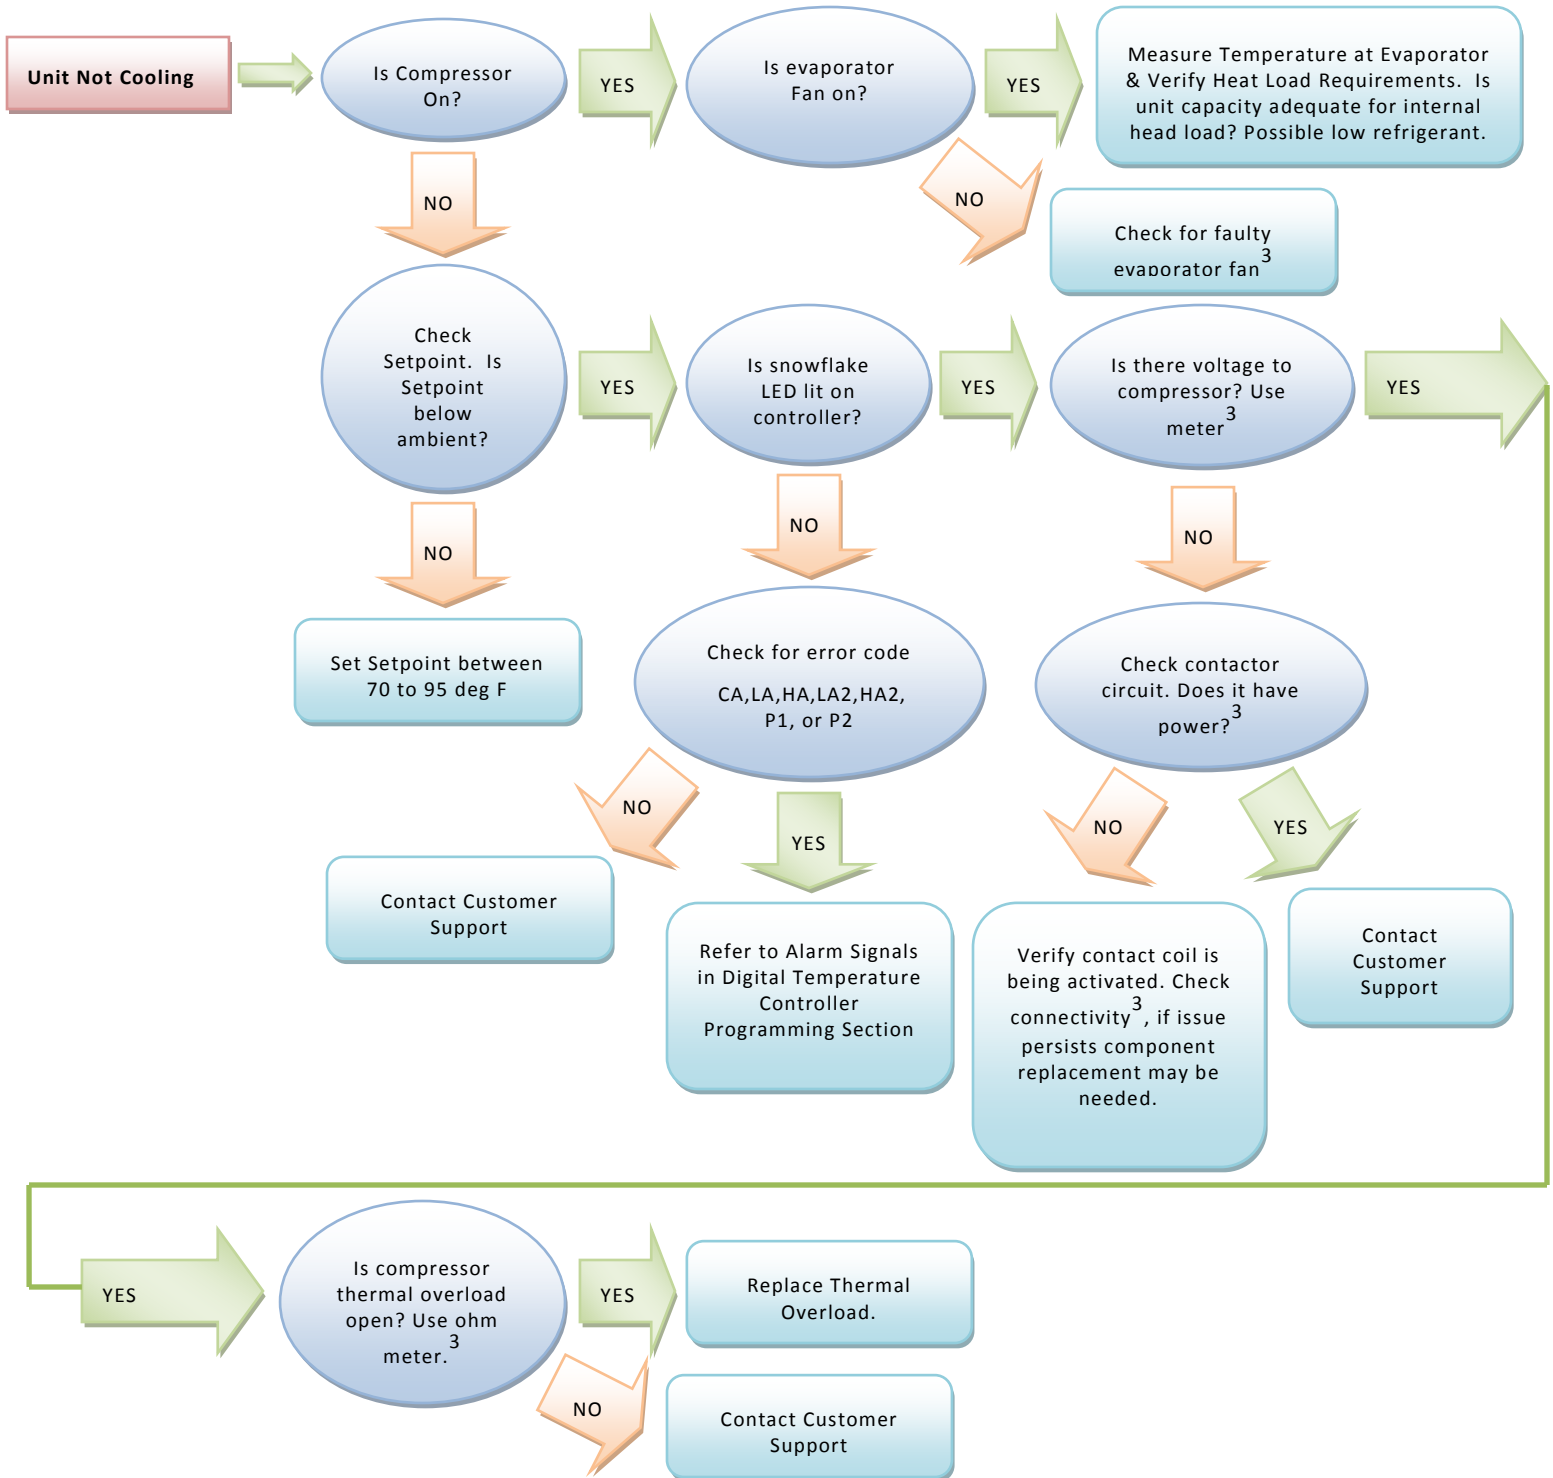 Unit Not Cooling
Is Compressor
On?
YES
Is evaporator
Fan on?
YES
Measure Temperature at Evaporator
& Verify Heat Load Requirements.  Is
unit capacity adequate for internal
head load? Possible low refrigerant.
NO
NO
Check for faulty
evaporator fan3
Check
Setpoint.  Is
Setpoint
below
ambient?
YES
Is snowflake
LED lit on
controller?
YES
Is there voltage to
compressor? Use
meter3
YES
NO
NO
NO
Set Setpoint between
70 to 95 deg F
Check for error code
CA,LA,HA,LA2,HA2,
P1, or P2
Check contactor
circuit. Does it have
power?3
NO
YES
NO
YES
Contact Customer
Support
Refer to Alarm Signals
in Digital Temperature
Controller
Programming Section
Verify contact coil is
being activated. Check
connectivity3, if issue
persists component
replacement may be
needed.
Contact
Customer
Support
YES
Is compressor
thermal overload
open? Use ohm
meter.3
YES
Replace Thermal
Overload.
NO
Contact Customer
Support